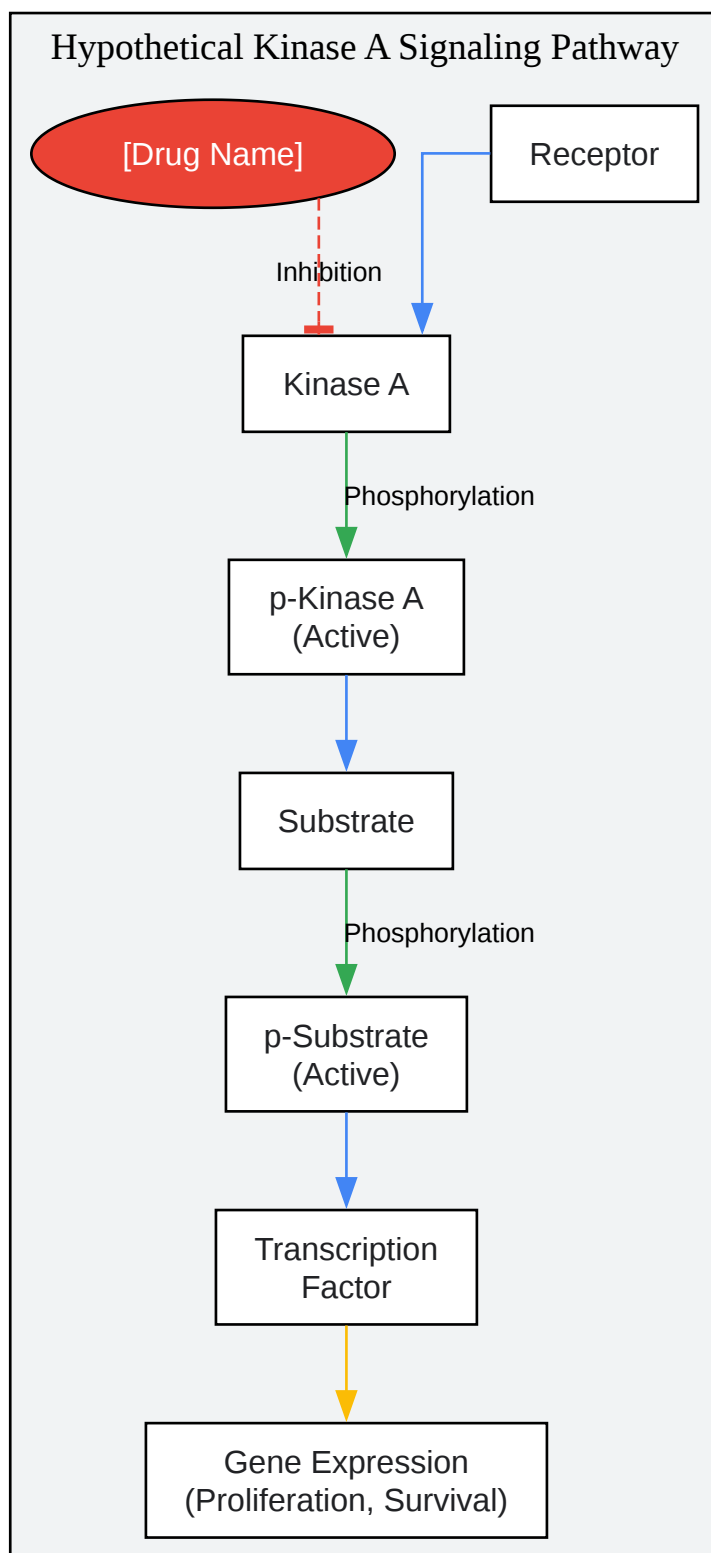 Hypothetical Kinase A Signaling Pathway
[Drug Name]
Receptor
Inhibition
Kinase A
Phosphorylation
p-Kinase A
(Active)
Substrate
Phosphorylation
p-Substrate
(Active)
Transcription
Factor
Gene Expression
(Proliferation, Survival)